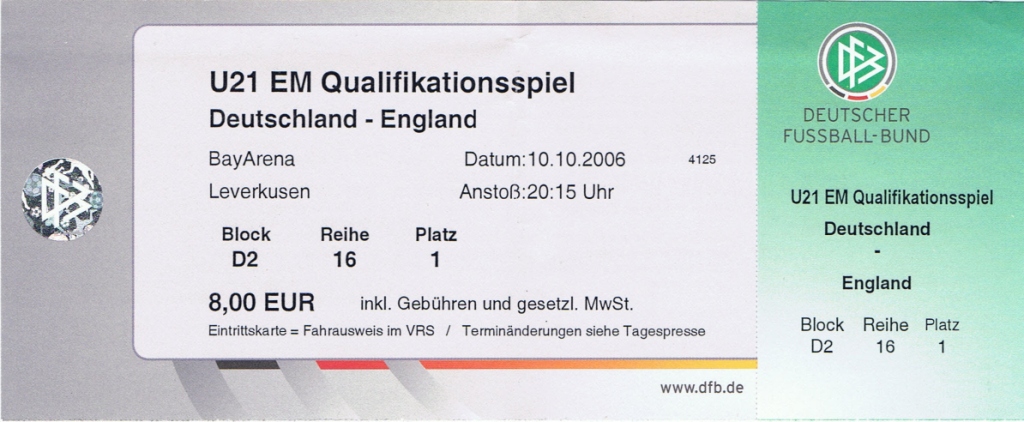 U21 EM Qualifikationsspiel
Deutschland - England
BayArena Datum:10.10.2006 4125
Leverkusen Anstoß:20:15 Uhr
Block Reihe Platz
D2 16 1
8,00 EUR inkl. Gebühren und gesetzl. MwSt.
Eintrittskarte = Fahrausweis im VRS / Terminänderungen siehe Tagespresse
www.dfb.de
DFB
DFB
DEUTSCHER
FUSSBALL-BUND
U21 EM Qualifikationsspiel
Deutschland
-
England
Block Reihe Platz
D2 16 1